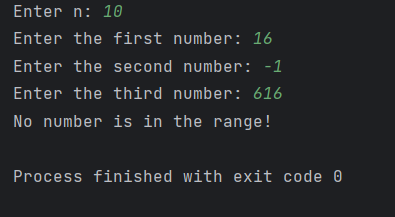 Enter n: 10
Enter the first number: 16
Enter the second number: -1
Enter the third number: 616
No number is in the range!
Process finished with exit code 0